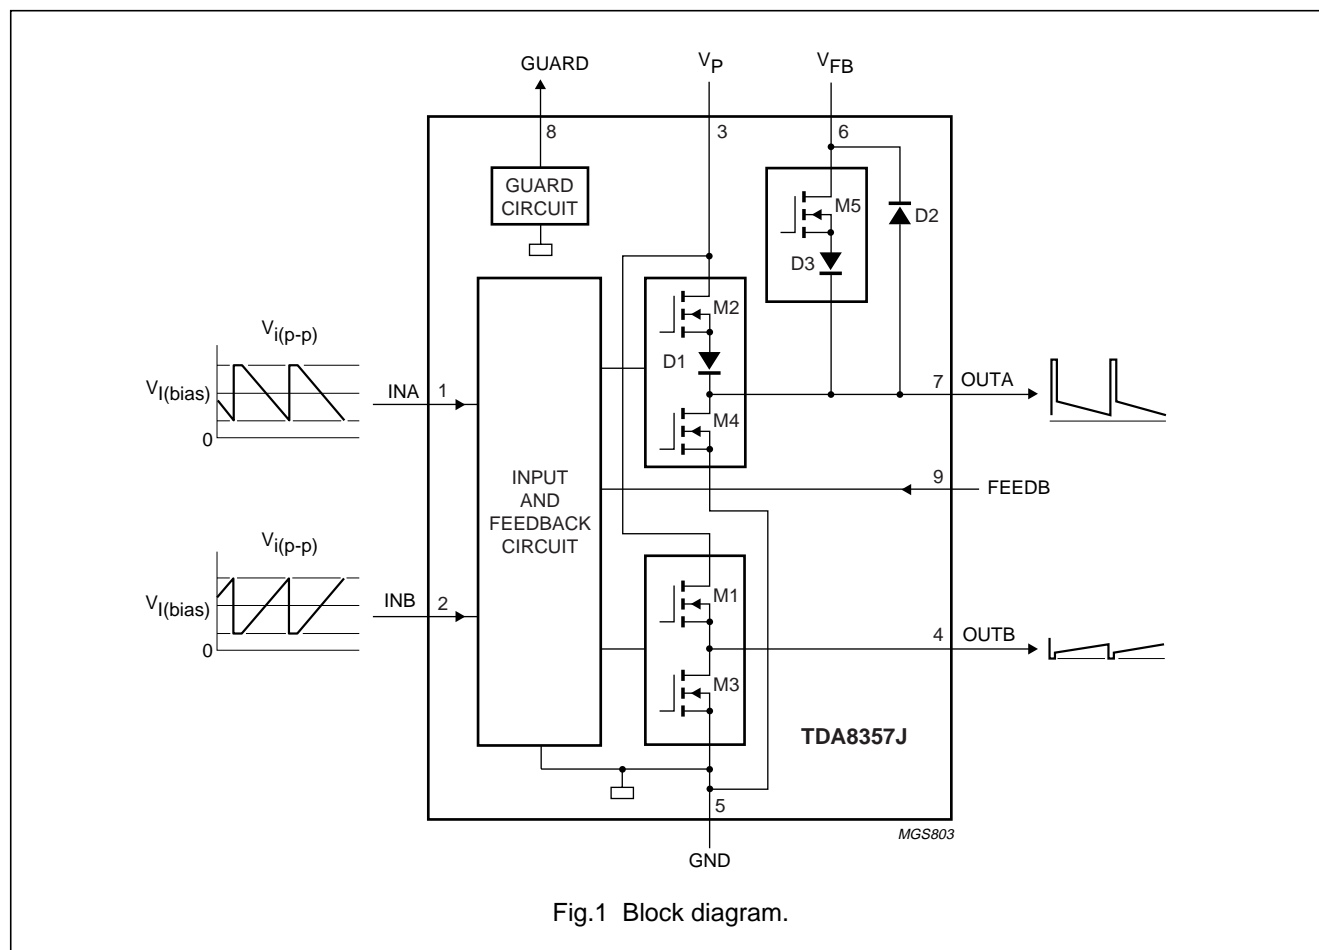 GUARD
VP
VFB
8
3
6
GUARD
CIRCUIT
M5
D2
D3
M2
D1
Vi(p-p)
VI(bias)
0
INA
1
7
OUTA
M4
INPUT
AND
FEEDBACK
CIRCUIT
9
FEEDB
Vi(p-p)
VI(bias)
0
INB
2
M1
4
OUTB
M3
TDA8357J
5
MGS803
GND
Fig.1 Block diagram.